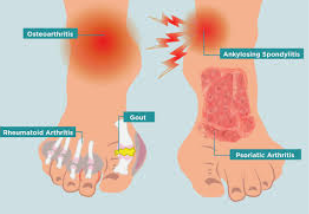 Osteoarthritis
Ankylosing Spondylitis
Gout
Rheumatoid Arthritis
Psoriatic Arthritis